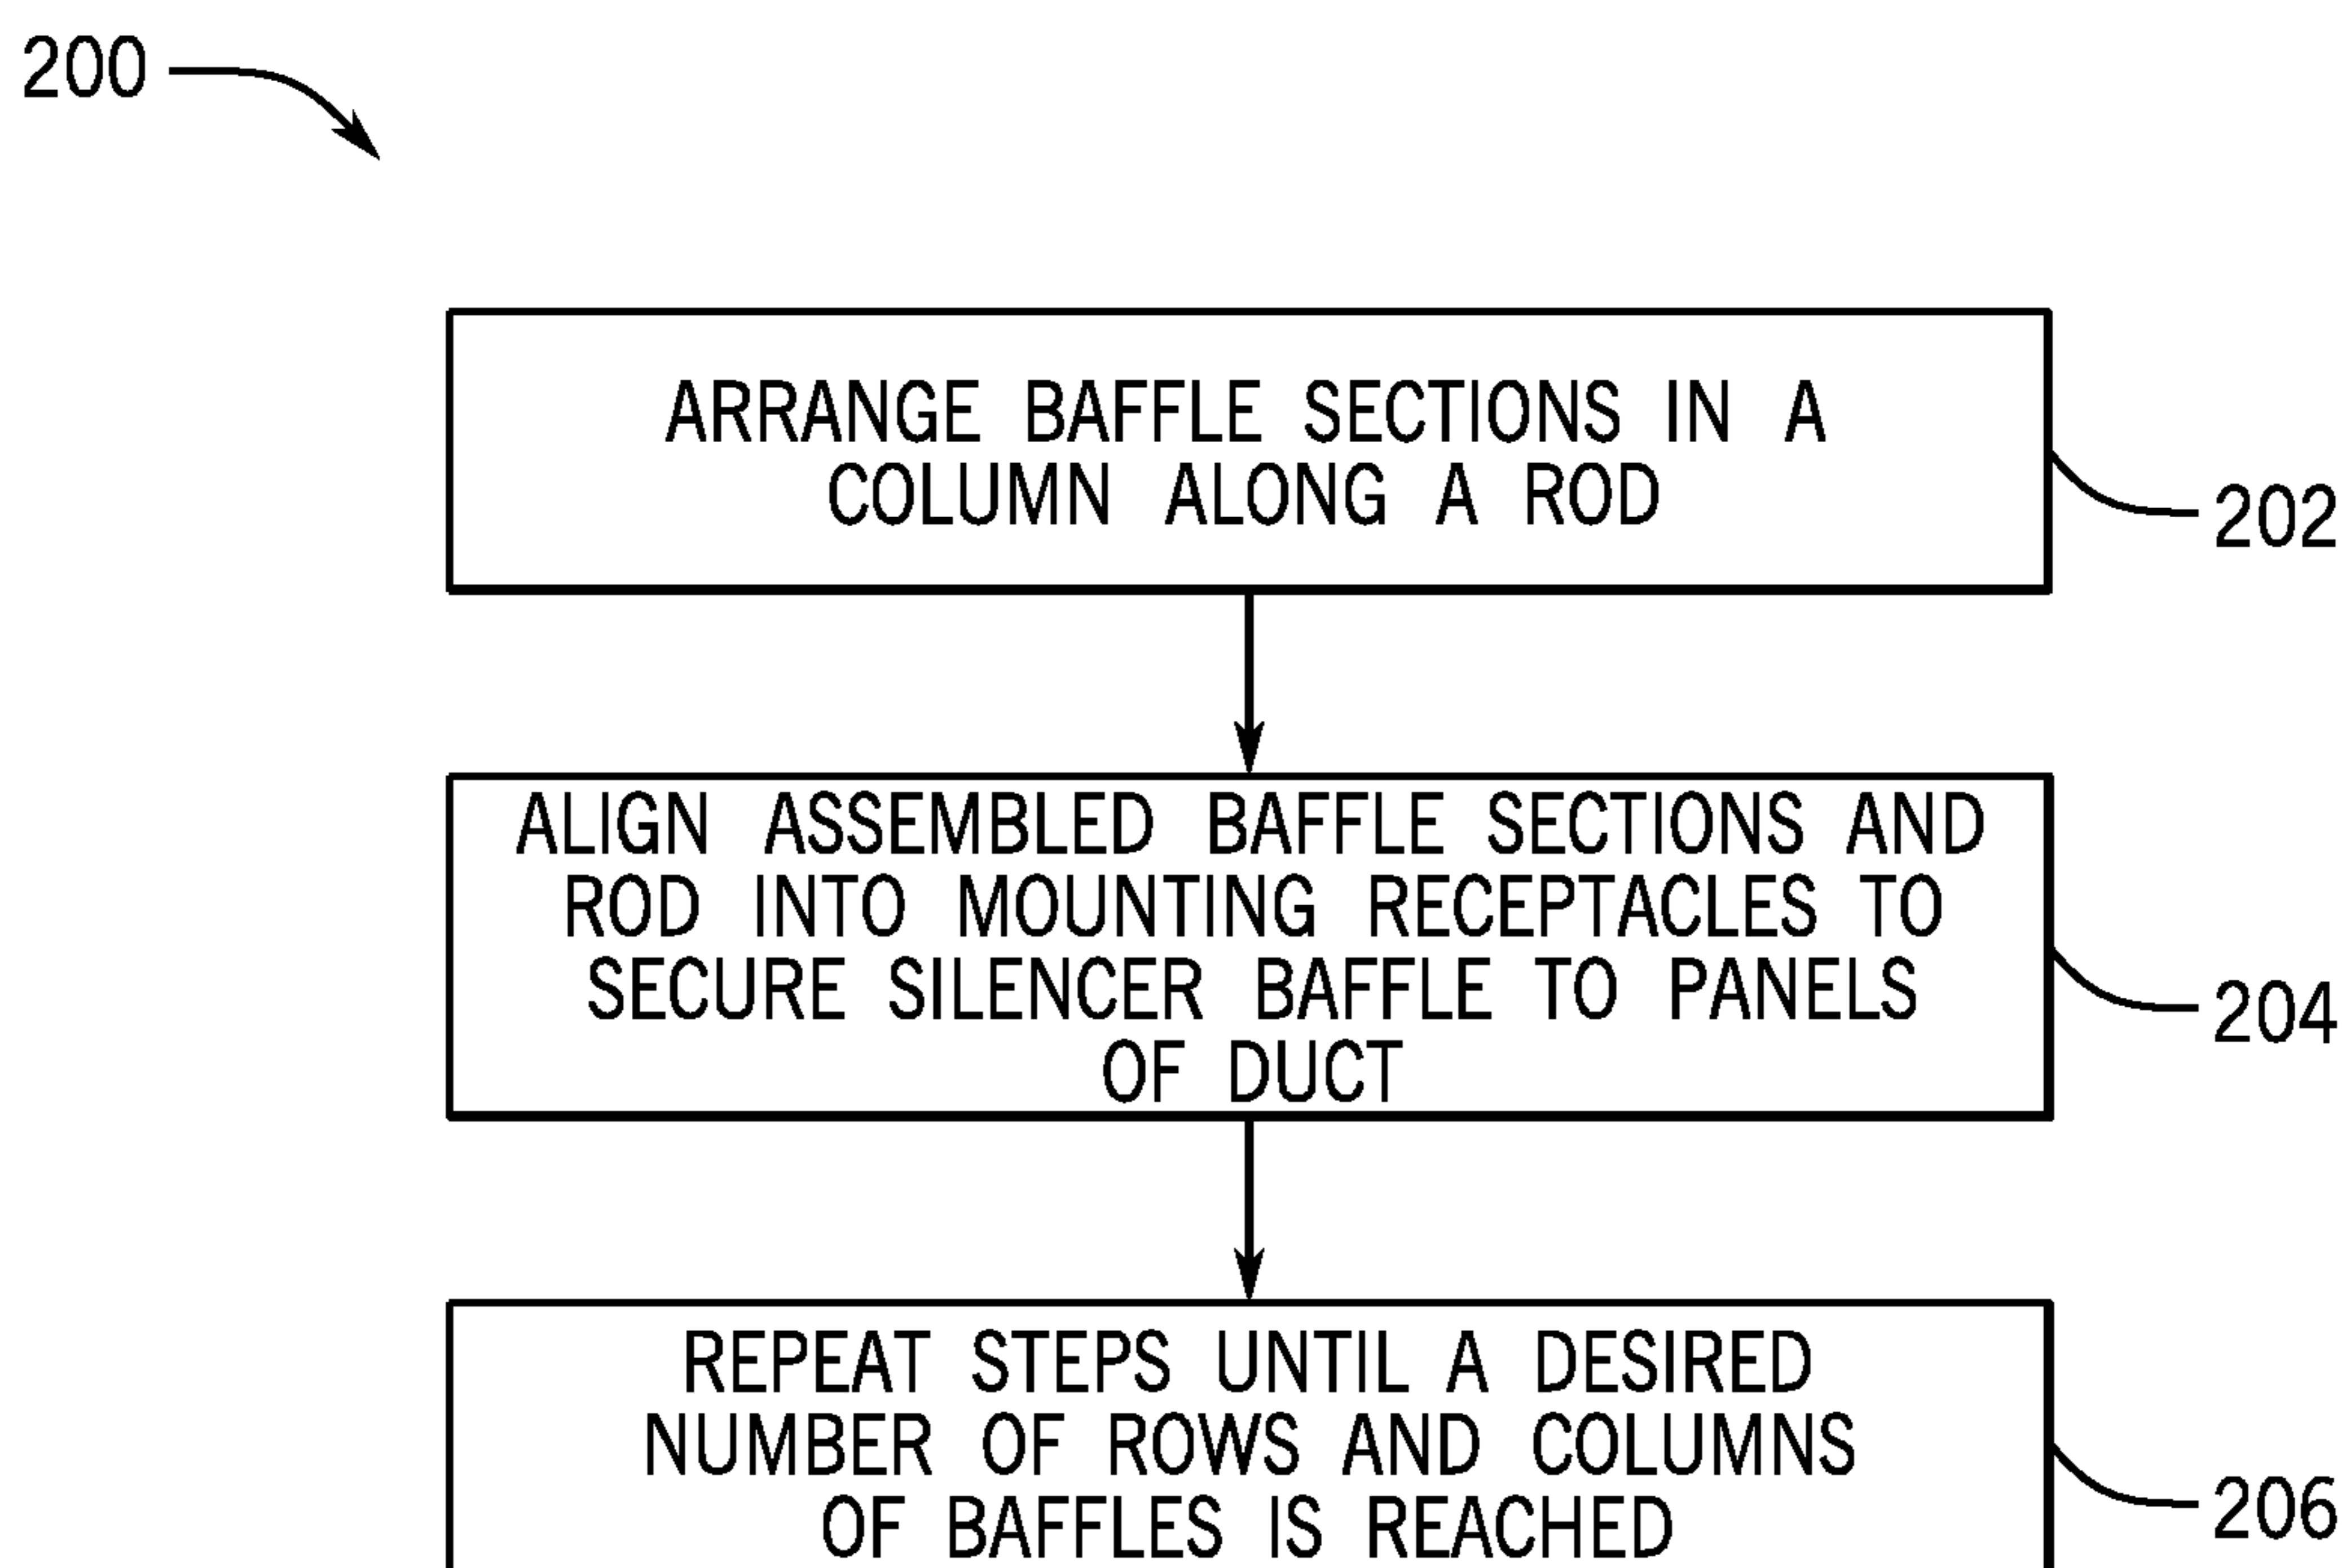 200
ARRANGE BAFFLE SECTIONS IN A
COLUMN ALONG A ROD
202
ALIGN ASSEMBLED BAFFLE SECTIONS AND
ROD INTO MOUNTING RECEPTACLES TO
SECURE SILENCER BAFFLE TO PANELS
OF DUCT
204
REPEAT STEPS UNTIL A DESIRED
NUMBER OF ROWS AND COLUMNS
OF BAFFLES IS REACHED
206